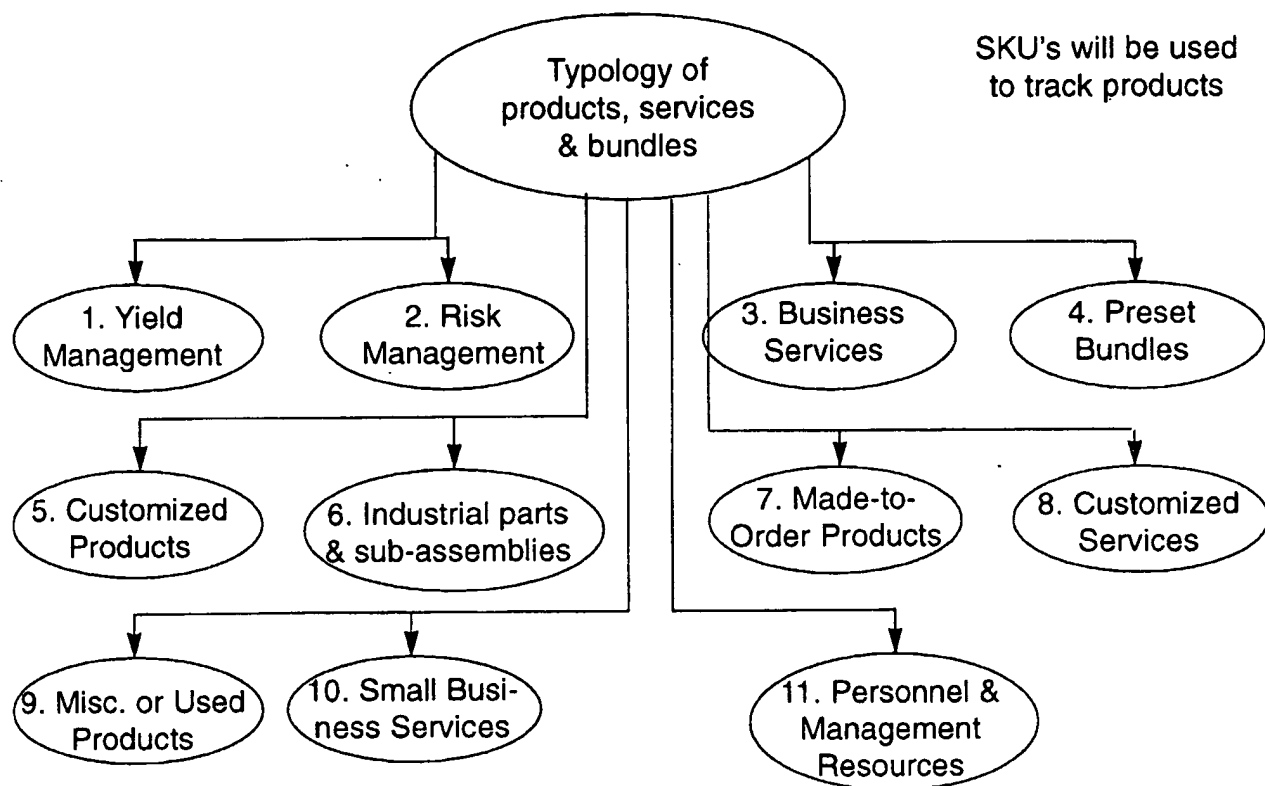 Typology of
products, services
& bundles
SKU's will be used
to track products
1. Yield
Management
2. Risk
Management
3. Business
Services
4. Preset
Bundles
5. Customized
Products
6. Industrial parts
& sub-assemblies
7. Made-to-
Order Products
8. Customized
Services
9. Misc. or Used
Products
10. Small Busi-
ness Services
11. Personnel &
Management
Resources